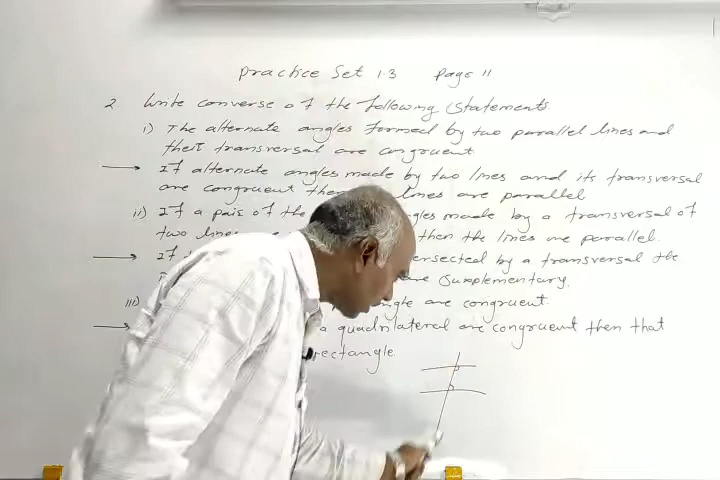 Practice Set 1.3 Page 11
2 Write converse of the following statements
i) The alternate angles formed by two parallel lines and
their transversal are congruent
→ If alternate angles made by two lines and its transversal
are congruent then lines are parallel
ii) If a pair of the made by a transversal of
two lines then the lines are parallel.
→ If by a transversal the
are supplementary.
iii) are congruent.
→ a quadrilateral are congruent then that
rectangle.